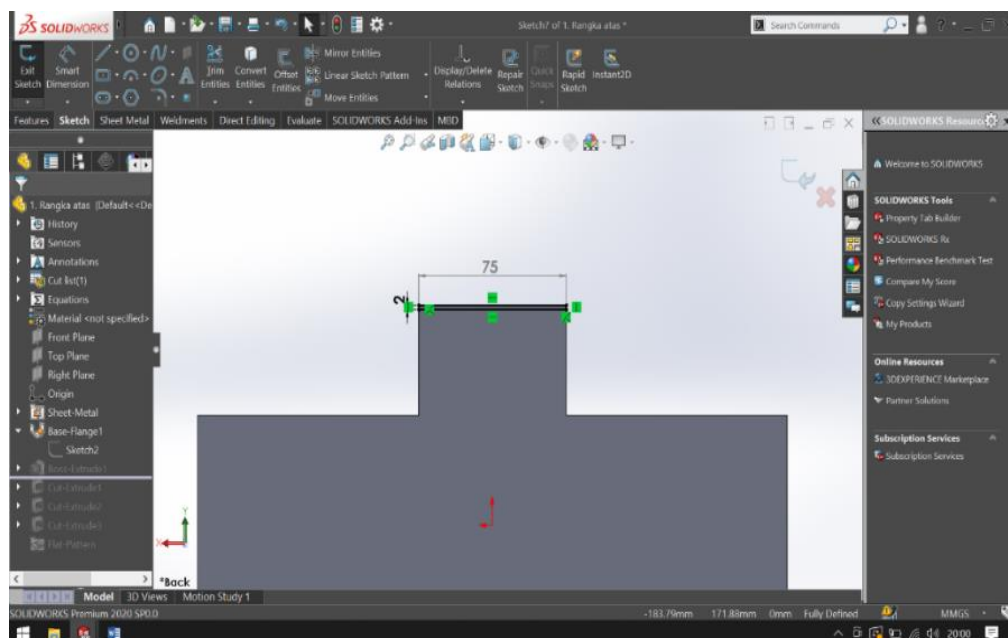 SOLIDWORKS
Sketch7 of 1. Rangka atas *
Search Commands
Exit Sketch
Smart Dimension
Trim Entities
Convert Entities
Offset Entities
Mirror Entities
Linear Sketch Pattern
Move Entities
Display/Delete Relations
Repair Sketch
Quick Snaps
Rapid Sketch
Instant2D
Features Sketch Sheet Metal Weldments Direct Editing Evaluate SOLIDWORKS Add-Ins MBD
1. Rangka atas (Default<<De
History
Sensors
Annotations
Cut list(1)
Equations
Material <not specified>
Front Plane
Top Plane
Right Plane
Origin
Sheet-Metal
Base-Flange1
Sketch2
Boss-Extrude1
Cut-Extrude1
Cut-Extrude2
Cut-Extrude3
Flat-Pattern
75
2
Y
X
*Back
SOLIDWORKS Resourc
Welcome to SOLIDWORKS
SOLIDWORKS Tools
Property Tab Builder
SOLIDWORKS Rx
Performance Benchmark Test
Compare My Score
Copy Settings Wizard
My Products
Online Resources
3DEXPERIENCE Marketplace
Partner Solutions
Subscription Services
Subscription Services
Model 3D Views Motion Study 1
SOLIDWORKS Premium 2020 SP0.0
-183.79mm 171.88mm 0mm Fully Defined
MMGS
20:00